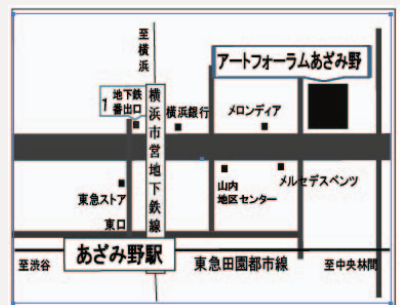 至横浜
アートフォーラムあざみ野
1 地下鉄
番出口
横浜市営地下鉄線
横浜銀行
メロンディア
東急ストア
山内
地区センター
メルセデスベンツ
東口
あざみ野駅
至渋谷
東急田園都市線
至中央林間